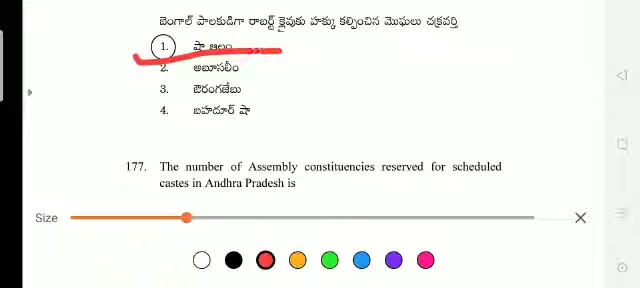 బెంగాల్ పాలకుడిగా రాబర్ట్ క్లైవుకు హక్కు కల్పించిన మొఘలు చక్రవర్తి
1. షా ఆలం
2. అబూసలీం
3. ఔరంగజేబు
4. బహదూర్ షా
177. The number of Assembly constituencies reserved for scheduled
castes in Andhra Pradesh is
Size